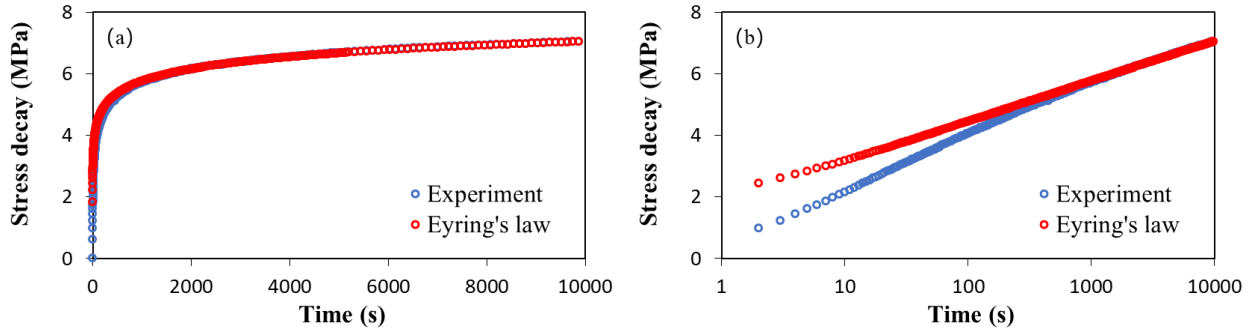 (a)
Stress decay (MPa)
8
6
4
2
0
Experiment
Eyring's law
0 2000 4000 6000 8000 10000
Time (s)
(b)
Stress decay (MPa)
8
6
4
2
0
Experiment
Eyring's law
1 10 100 1000 10000
Time (s)